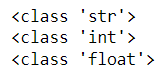 <class 'str'>
<class 'int'>
<class 'float'>